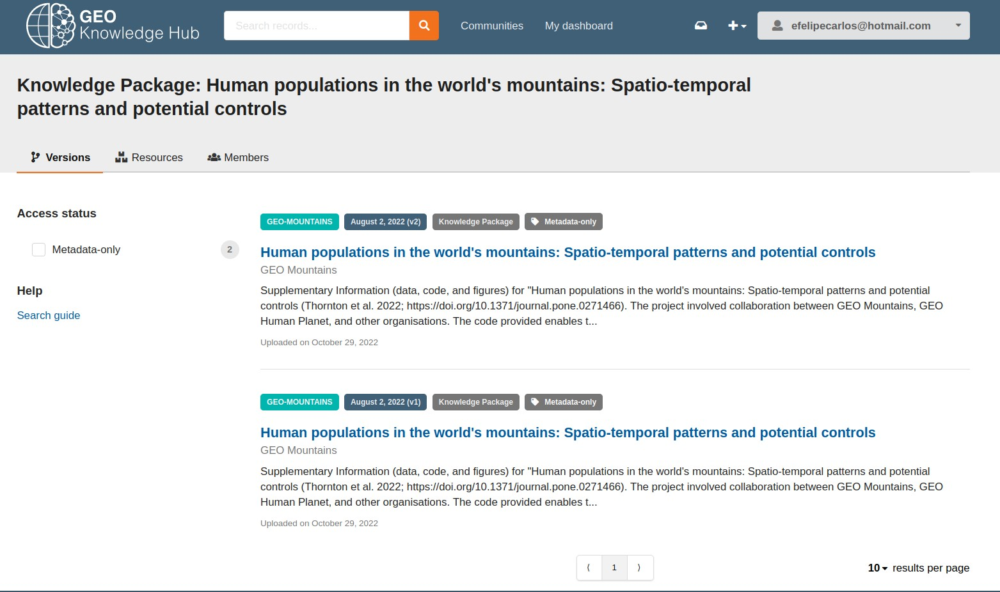 GEO
Knowledge Hub
Search records...
Communities
My dashboard
efelipecarlos@hotmail.com
Knowledge Package: Human populations in the world's mountains: Spatio-temporal
patterns and potential controls
Versions
Resources
Members
Access status
Metadata-only
2
Help
Search guide
GEO-MOUNTAINS
August 2, 2022 (v2)
Knowledge Package
Metadata-only
Human populations in the world's mountains: Spatio-temporal patterns and potential controls
GEO Mountains
Supplementary Information (data, code, and figures) for "Human populations in the world's mountains: Spatio-temporal patterns and potential
controls (Thornton et al. 2022; https://doi.org/10.1371/journal.pone.0271466). The project involved collaboration between GEO Mountains, GEO
Human Planet, and other organisations. The code provided enables t...
Uploaded on October 29, 2022
GEO-MOUNTAINS
August 2, 2022 (v1)
Knowledge Package
Metadata-only
Human populations in the world's mountains: Spatio-temporal patterns and potential controls
GEO Mountains
Supplementary Information (data, code, and figures) for "Human populations in the world's mountains: Spatio-temporal patterns and potential
controls (Thornton et al. 2022; https://doi.org/10.1371/journal.pone.0271466). The project involved collaboration between GEO Mountains, GEO
Human Planet, and other organisations. The code provided enables t...
Uploaded on October 29, 2022
⟨ 1 ⟩
10 results per page